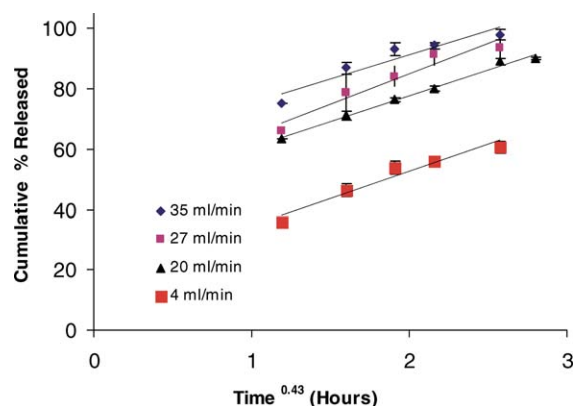 100
80
60
40
20
0
Cumulative % Released
35 ml/min
27 ml/min
20 ml/min
4 ml/min
0 1 2 3
Time 0.43 (Hours)